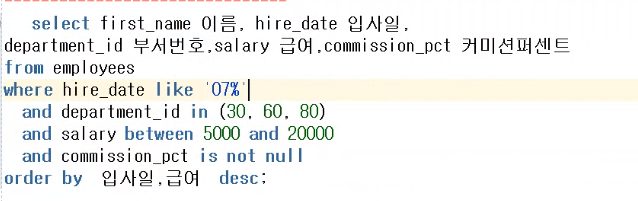 select first_name 이름, hire_date 입사일,
department_id 부서번호,salary 급여,commission_pct 커미션퍼센트
from employees
where hire_date like '07%'
and department_id in (30, 60, 80)
and salary between 5000 and 20000
and commission_pct is not null
order by 입사일,급여 desc;